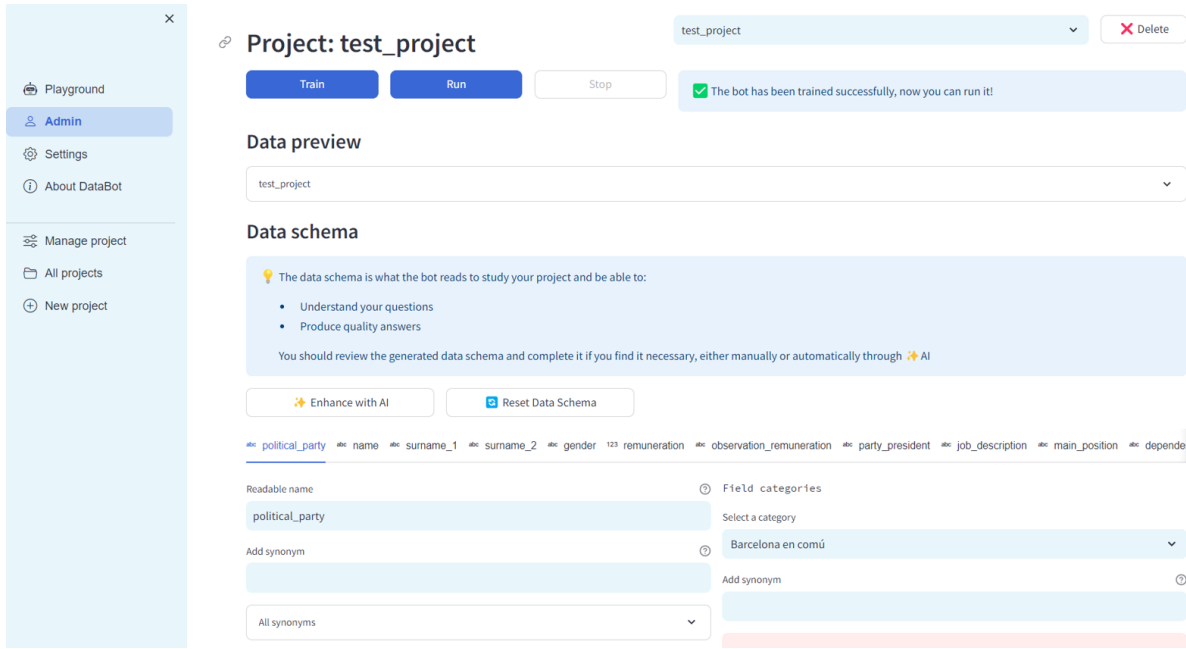 Playground
Admin
Settings
About DataBot
Manage project
All projects
New project
Project: test_project
test_project
Delete
Train
Run
Stop
The bot has been trained successfully, now you can run it!
Data preview
test_project
Data schema
The data schema is what the bot reads to study your project and be able to:
Understand your questions
Produce quality answers
You should review the generated data schema and complete it if you find it necessary, either manually or automatically through ✨ AI
✨ Enhance with AI
Reset Data Schema
abc political_party abc name abc surname_1 abc surname_2 abc gender 123 remuneration abc observation_remuneration abc party_president abc job_description abc main_position abc depende
Readable name
political_party
Add synonym
All synonyms
Field categories
Select a category
Barcelona en comú
Add synonym